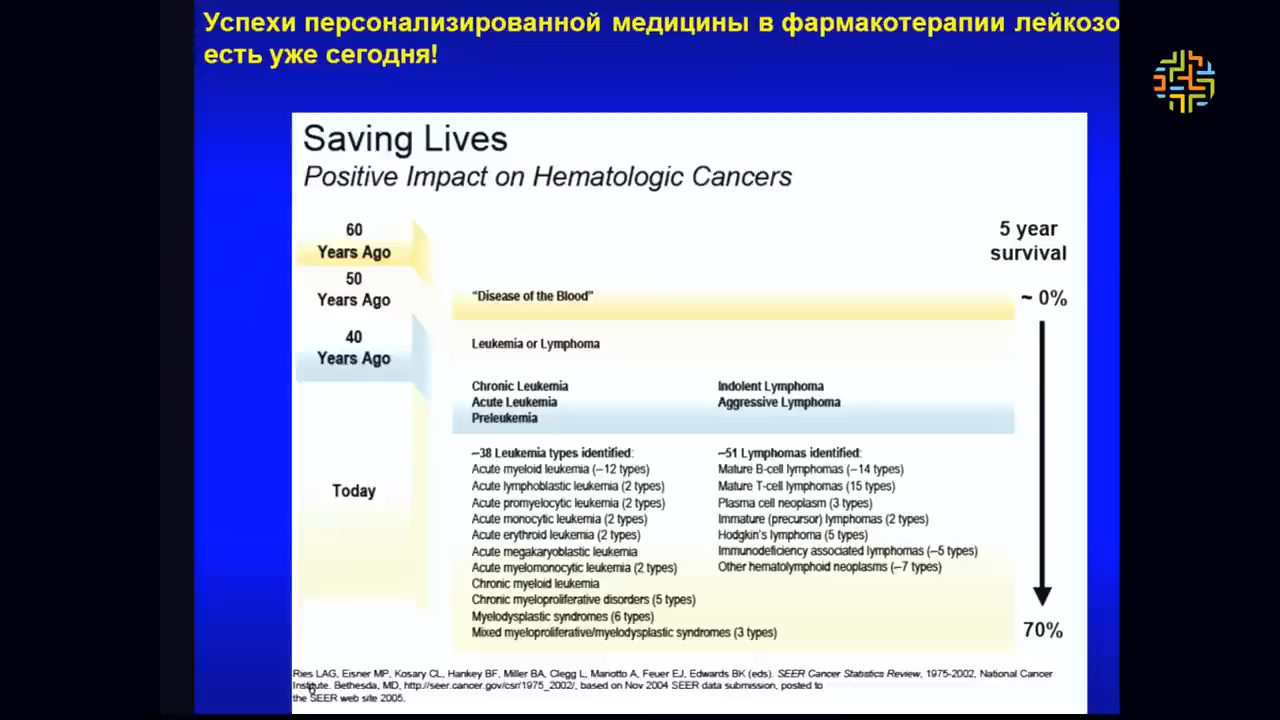 Успехи персонализированной медицины в фармакотерапии лейкозо
есть уже сегодня!
Saving Lives
Positive Impact on Hematologic Cancers
60
Years Ago
50
Years Ago
40
Years Ago
Today
5 year
survival
"Disease of the Blood"
~ 0%
Leukemia or Lymphoma
Chronic Leukemia
Acute Leukemia
Preleukemia
Indolent Lymphoma
Aggressive Lymphoma
~38 Leukemia types identified:
Acute myeloid leukemia (~12 types)
Acute lymphoblastic leukemia (2 types)
Acute promyelocytic leukemia (2 types)
Acute monocytic leukemia (2 types)
Acute erythroid leukemia (2 types)
Acute megakaryoblastic leukemia
Acute myelomonocytic leukemia (2 types)
Chronic myeloid leukemia
Chronic myeloproliferative disorders (5 types)
Myelodysplastic syndromes (6 types)
Mixed myeloproliferative/myelodysplastic syndromes (3 types)
~51 Lymphomas identified:
Mature B-cell lymphomas (~14 types)
Mature T-cell lymphomas (15 types)
Plasma cell neoplasm (3 types)
Immature (precursor) lymphomas (2 types)
Hodgkin's lymphoma (5 types)
Immunodeficiency associated lymphomas (~5 types)
Other hematolymphoid neoplasms (~7 types)
70%
Ries LAG, Eisner MP, Kosary CL, Hankey BF, Miller BA, Clegg L, Mariotto A, Feuer EJ, Edwards BK (eds). SEER Cancer Statistics Review, 1975-2002, National Cancer
Institute. Bethesda, MD, http://seer.cancer.gov/csr/1975_2002/, based on Nov 2004 SEER data submission, posted to
the SEER web site 2005.
6